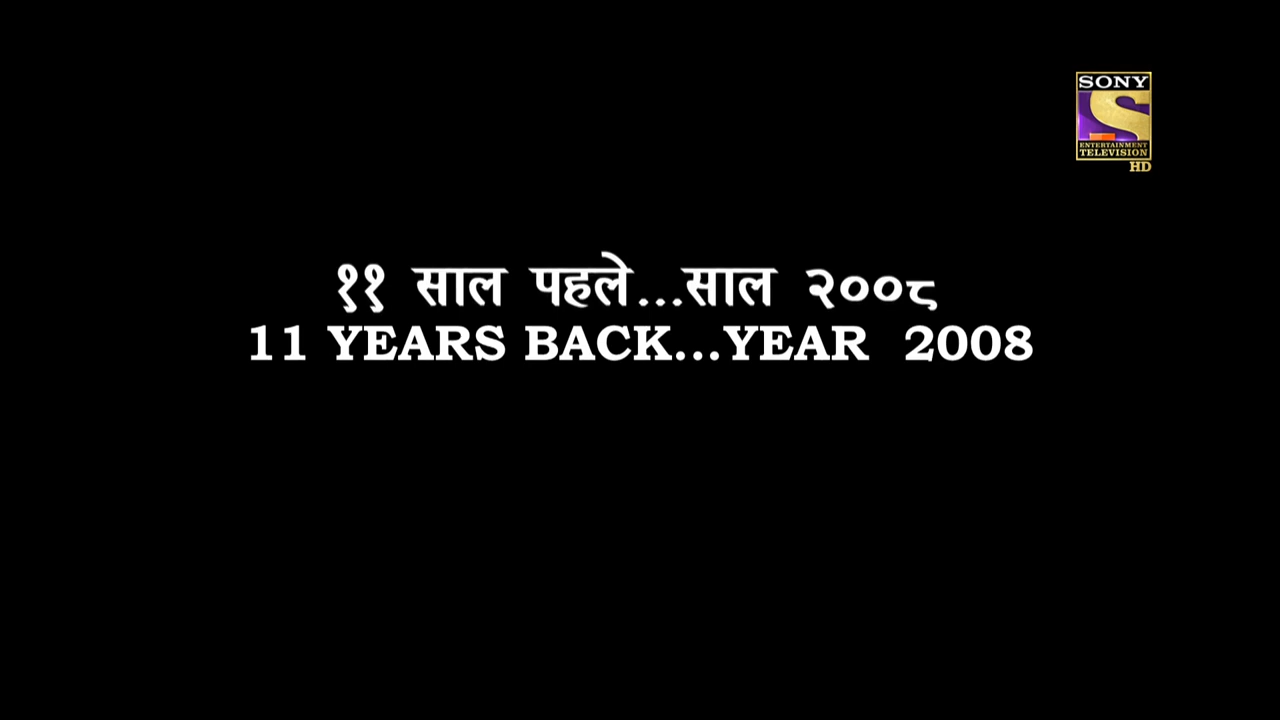 SONY
ENTERTAINMENT
TELEVISION
HD
११ साल पहले...साल २००८
11 YEARS BACK...YEAR 2008